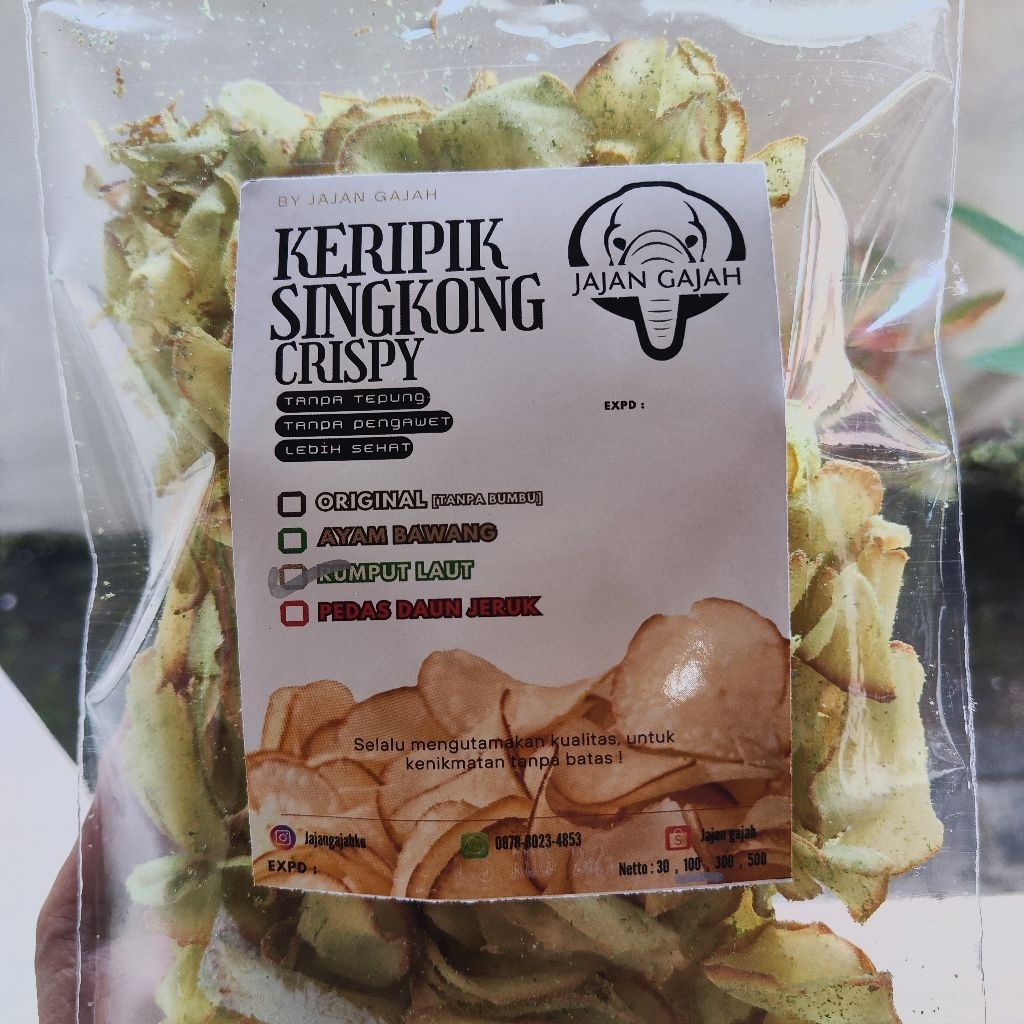 BY JAJAN GAJAH
KERIPIK
SINGKONG
CRISPY
JAJAN GAJAH
TANPA TEPUNG
TANPA PENGAWET
LEBIH SEHAT
EXPD :
ORIGINAL [TANPA BUMBU]
AYAM BAWANG
RUMPUT LAUT
PEDAS DAUN JERUK
Selalu mengutamakan kualitas, untuk
kenikmatan tanpa batas !
Jajangajahku
0878-8023-4853
Jajan gajah
EXPD :
Netto : 30 , 100 , 300 , 500